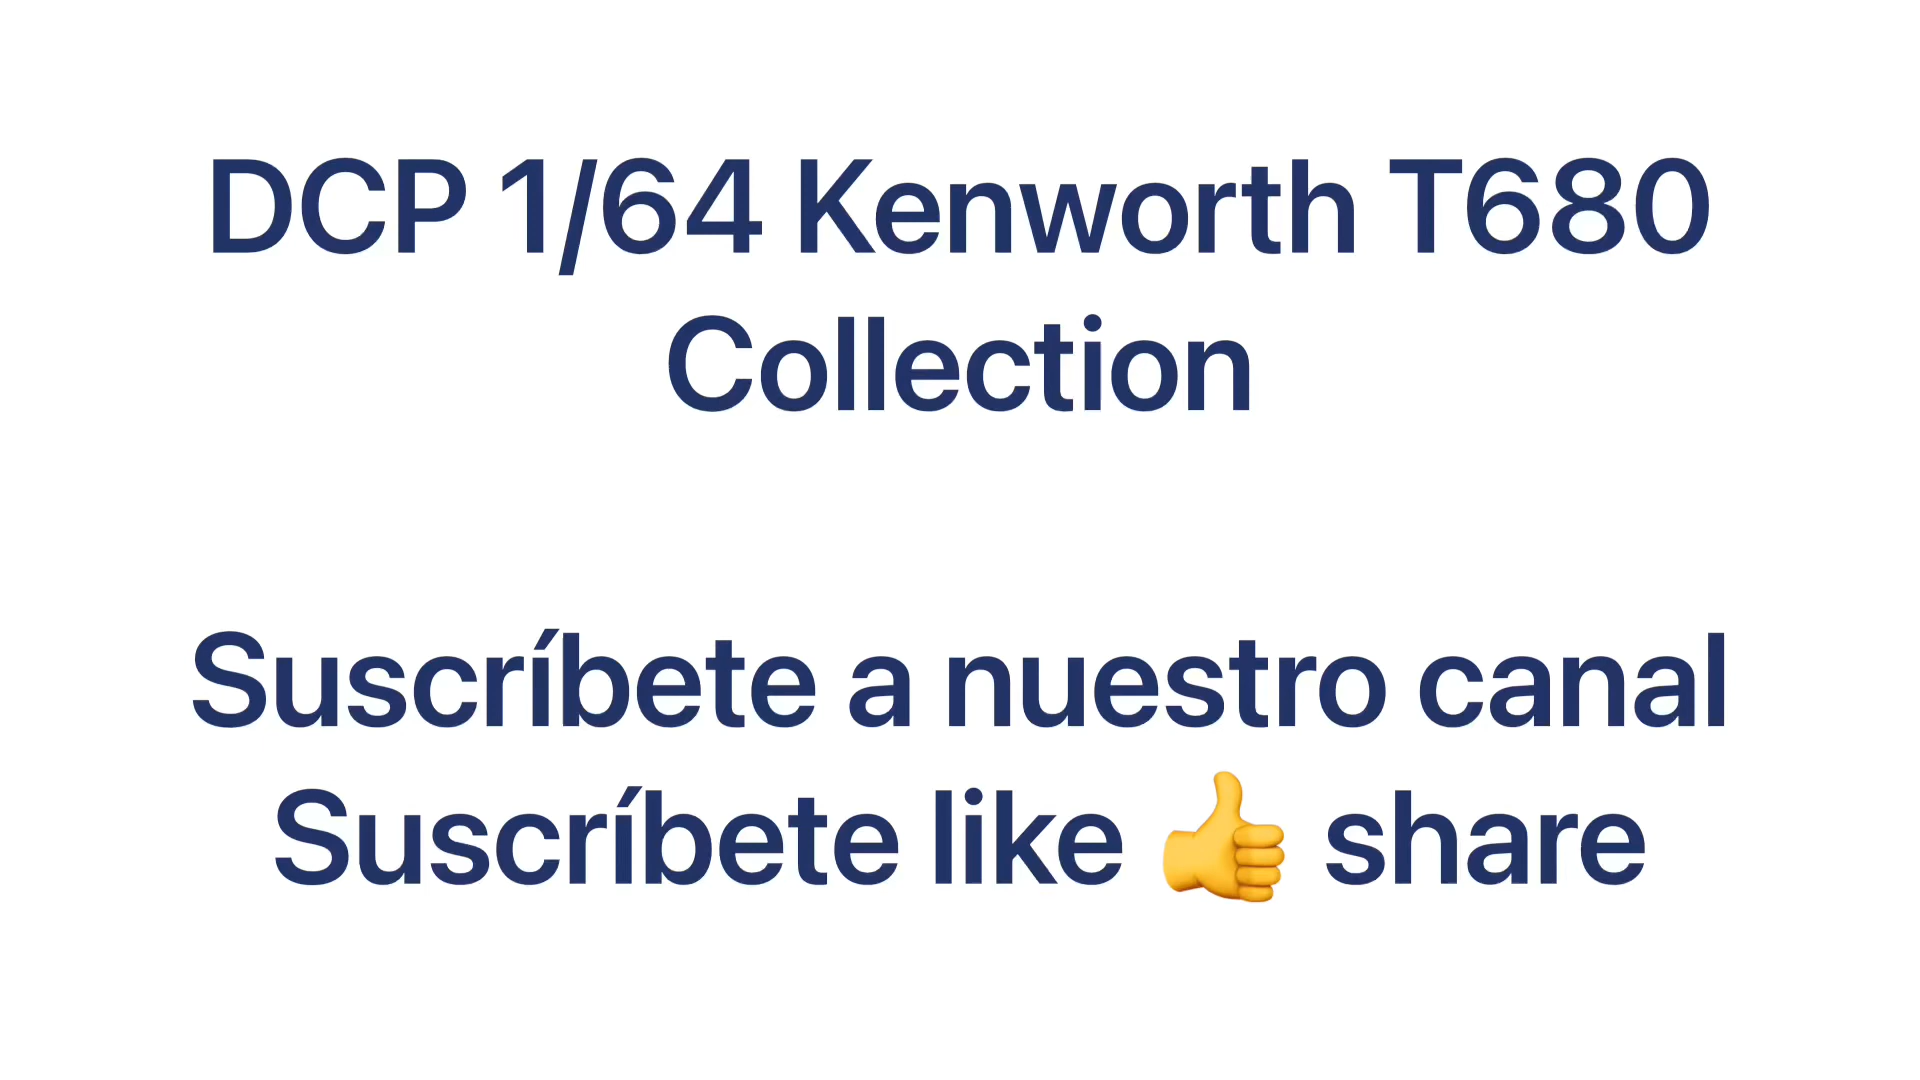 DCP 1/64 Kenworth T680
Collection
Suscríbete a nuestro canal
Suscríbete like 👍 share